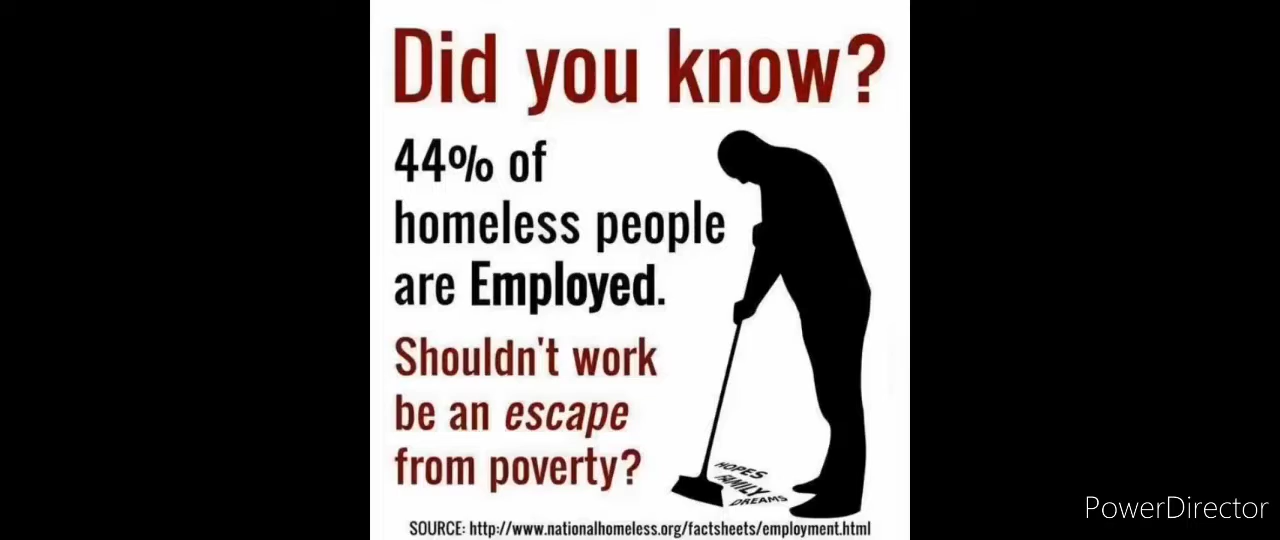 Did you know?
44% of
homeless people
are Employed.
Shouldn't work
be an escape
from poverty?
HOPES
FAMILY
DREAMS
SOURCE: http://www.nationalhomeless.org/factsheets/employment.html
PowerDirector